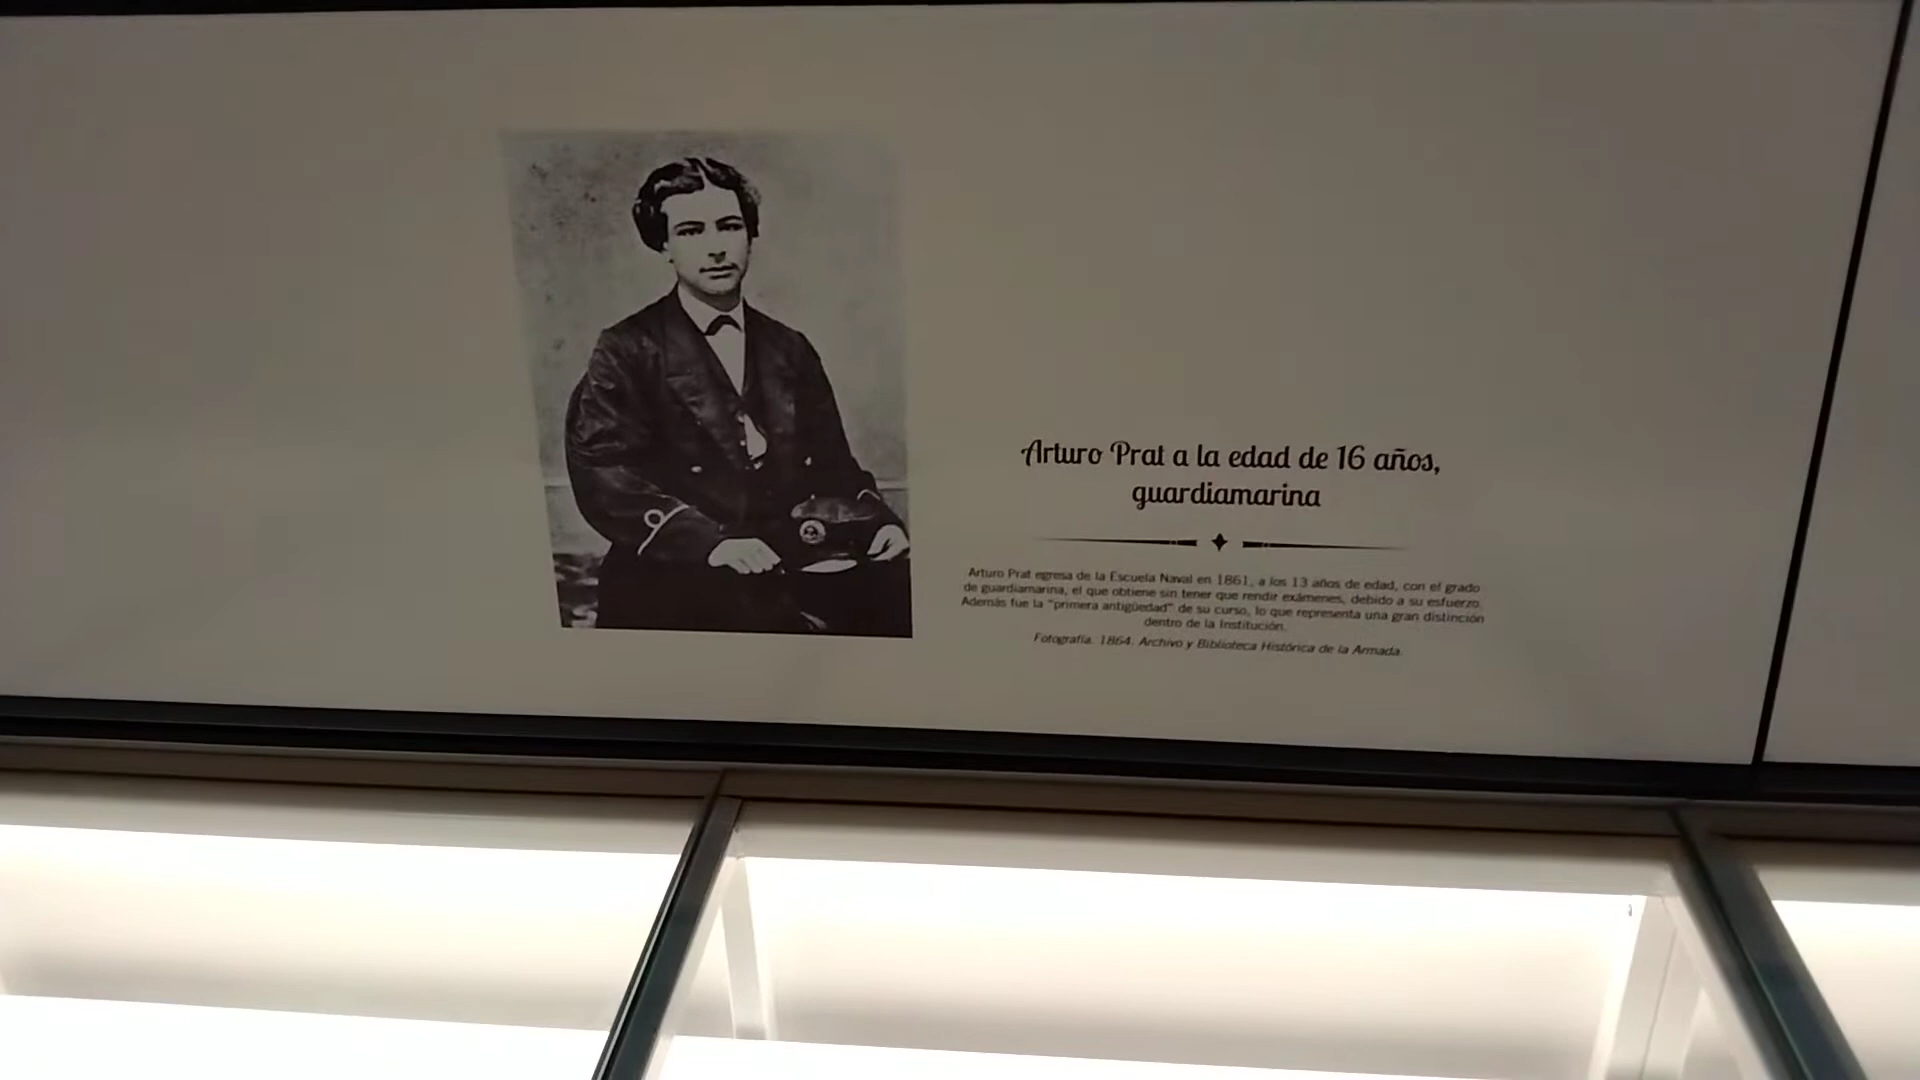 Arturo Prat a la edad de 16 años,
guardiamarina
Arturo Prat egresa de la Escuela Naval en 1861, a los 13 años de edad, con el grado
de guardiamarina, el que obtiene sin tener que rendir exámenes, debido a su esfuerzo.
Además fue la "primera antigüedad" de su curso, lo que representa una gran distinción
dentro de la Institución.
Fotografía. 1864. Archivo y Biblioteca Histórica de la Armada.